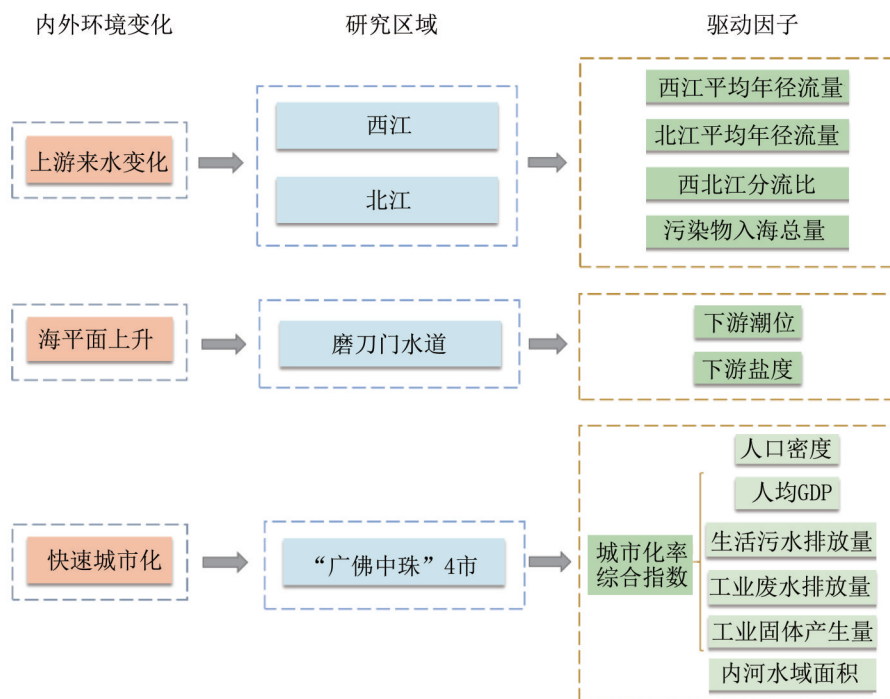 内外环境变化
研究区域
驱动因子
上游来水变化
西江
北江
西江平均年径流量
北江平均年径流量
西北江分流比
污染物入海总量
海平面上升
磨刀门水道
下游潮位
下游盐度
快速城市化
“广佛中珠”4市
城市化率
综合指数
人口密度
人均GDP
生活污水排放量
工业废水排放量
工业固体产生量
内河水域面积